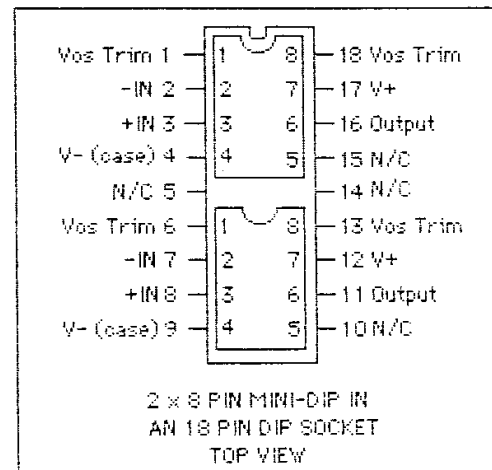 Vos Trim 1 1 8 18 Vos Trim
-IN 2 2 7 17 V+
+IN 3 3 6 16 Output
V- (case) 4 4 5 15 N/C
N/C 5 14 N/C
Vos Trim 6 1 8 13 Vos Trim
-IN 7 2 7 12 V+
+IN 8 3 6 11 Output
V- (case) 9 4 5 10 N/C
2 x 8 PIN MINI-DIP IN
AN 18 PIN DIP SOCKET
TOP VIEW